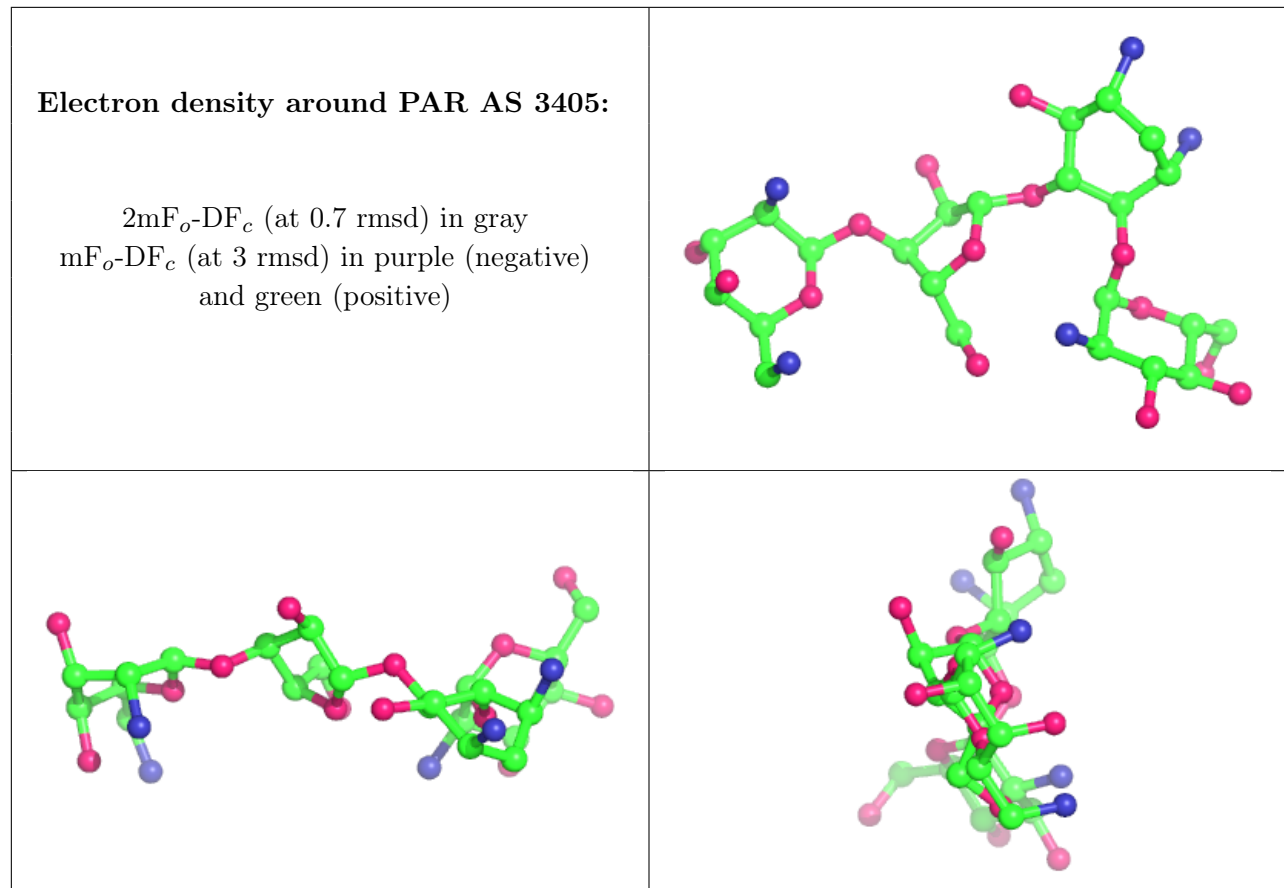 Electron density around PAR AS 3405:
2mFo-DFc (at 0.7 rmsd) in gray
mFo-DFc (at 3 rmsd) in purple (negative)
and green (positive)